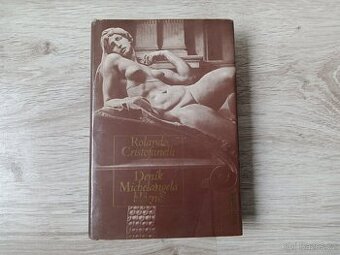 Rolando
Cristofanelli
Deník
Michelangela